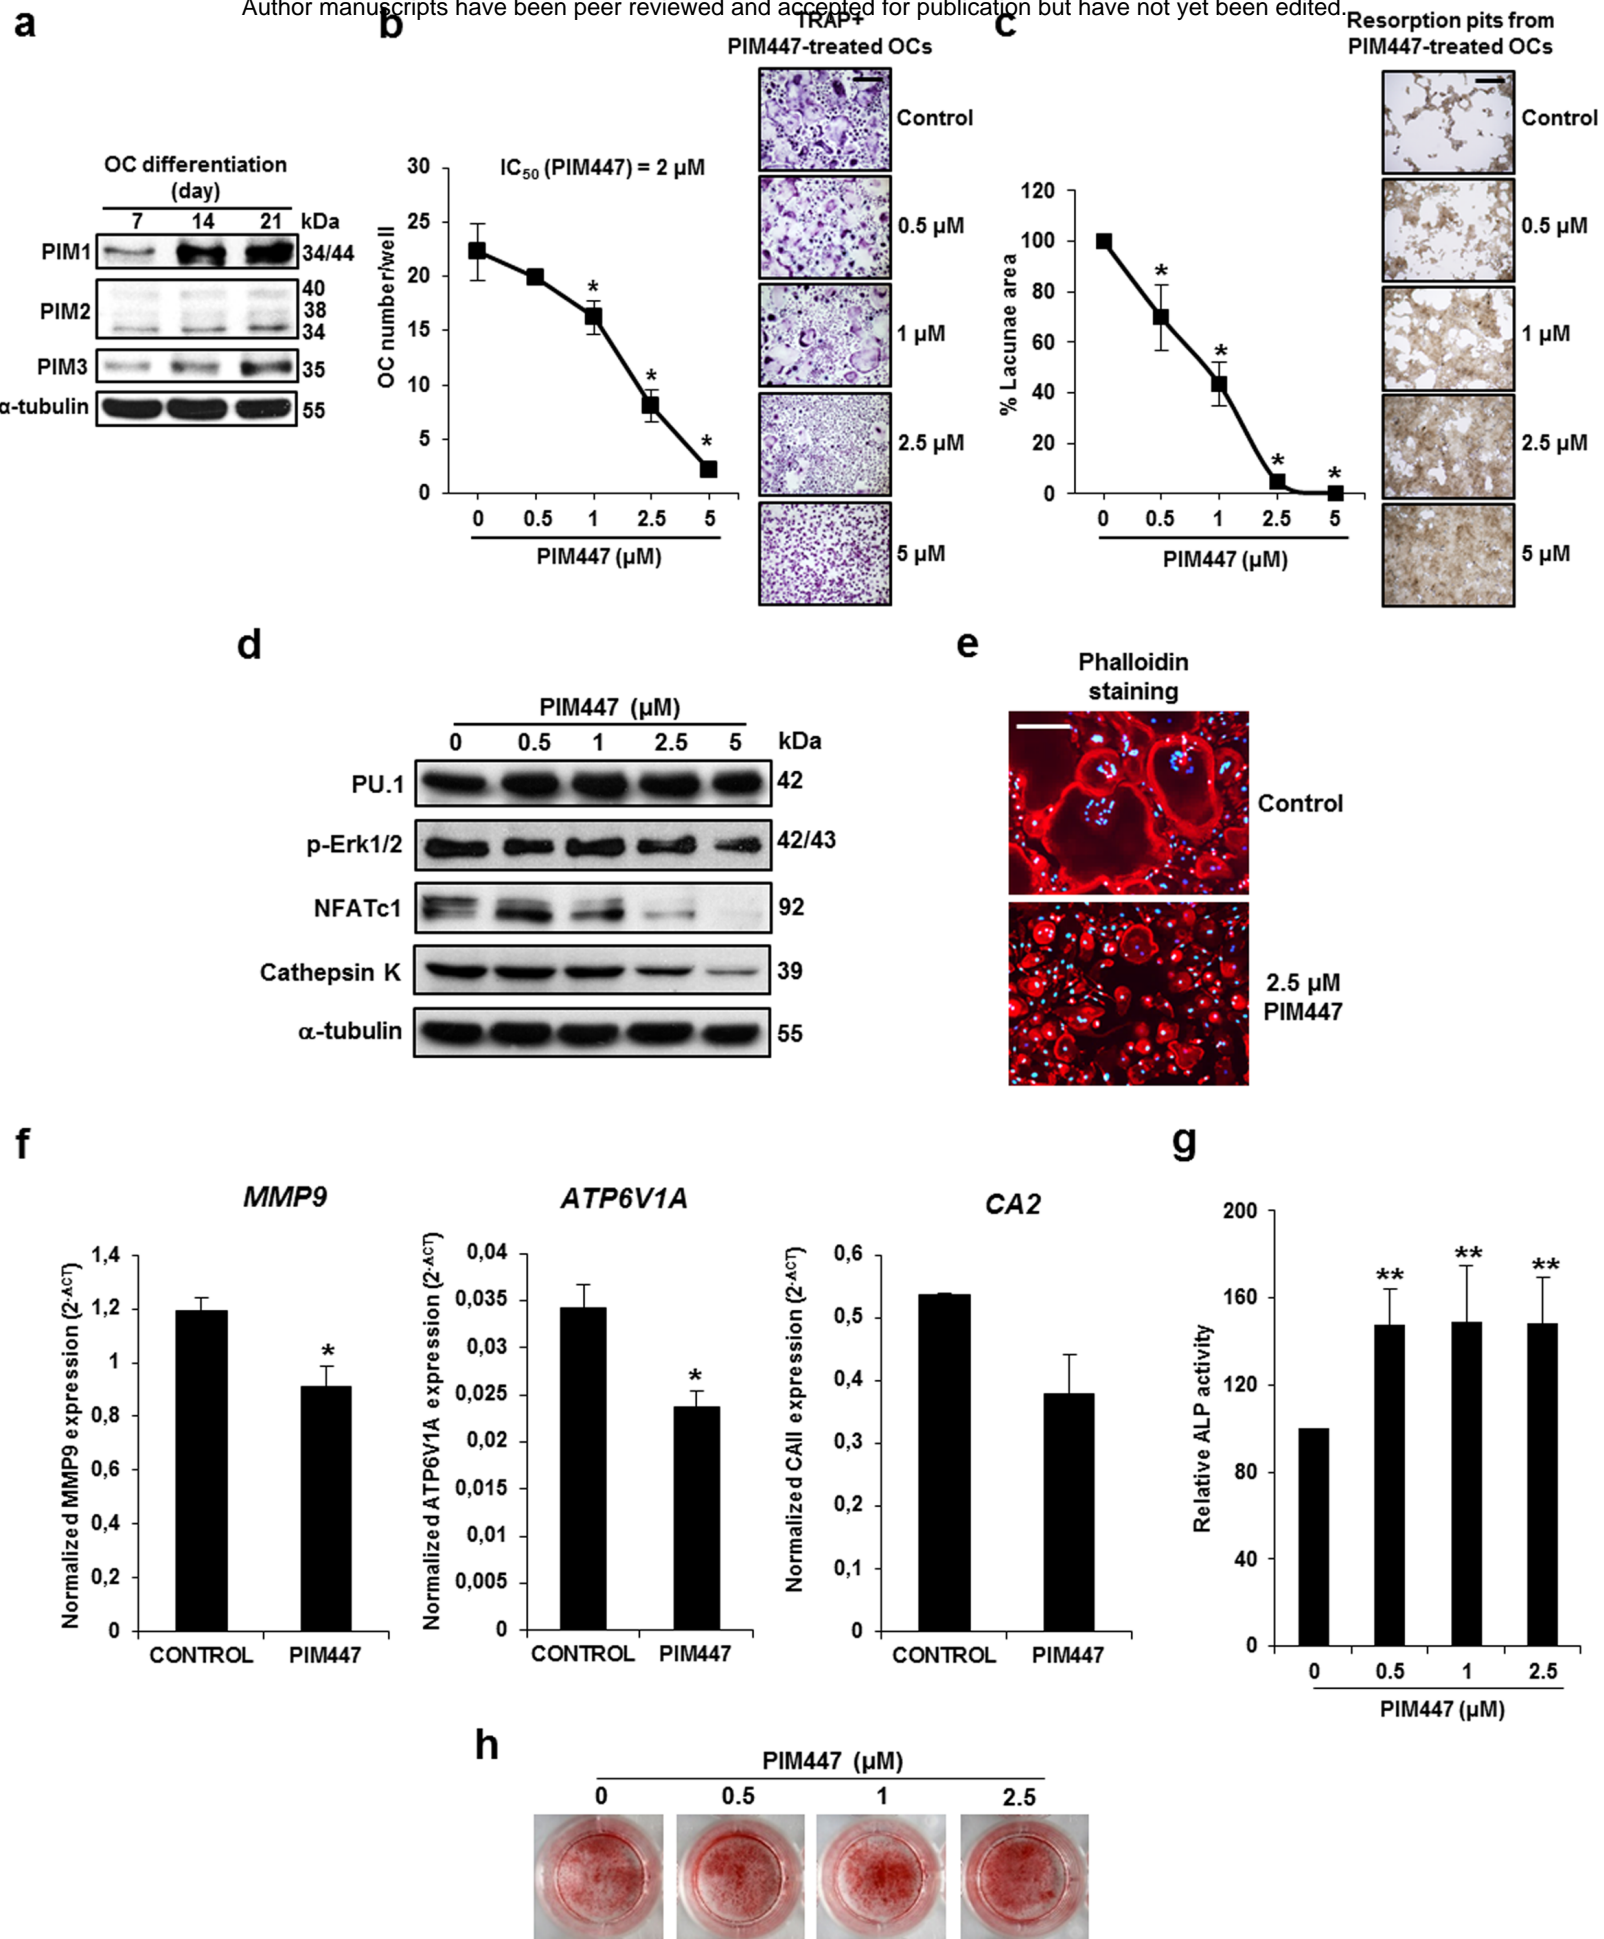 Author manuscripts have been peer reviewed and accepted for publication but have not yet been edited.
a
OC differentiation
(day)
7 14 21 kDa
PIM1 34/44
PIM2 40
38
34
PIM3 35
α-tubulin 55
b
IC50 (PIM447) = 2 µM
OC number/well
30
25
20
15
10
5
0
* * * *
0 0.5 1 2.5 5
PIM447 (µM)
TRAP+
PIM447-treated OCs
Control
0.5 µM
1 µM
2.5 µM
5 µM
c
% Lacunae area
120
100
80
60
40
20
0
* * * *
0 0.5 1 2.5 5
PIM447 (µM)
Resorption pits from
PIM447-treated OCs
Control
0.5 µM
1 µM
2.5 µM
5 µM
d
PIM447 (µM)
0 0.5 1 2.5 5 kDa
PU.1 42
p-Erk1/2 42/43
NFATc1 92
Cathepsin K 39
α-tubulin 55
e
Phalloidin
staining
Control
2.5 µM
PIM447
f
MMP9
Normalized MMP9 expression (2-ΔCT)
1,4
1,2
1
0,8
0,6
0,4
0,2
0
*
CONTROL PIM447
ATP6V1A
Normalized ATP6V1A expression (2-ΔCT)
0,04
0,035
0,03
0,025
0,02
0,015
0,01
0,005
0
*
CONTROL PIM447
CA2
Normalized CAII expression (2-ΔCT)
0,6
0,5
0,4
0,3
0,2
0,1
0
CONTROL PIM447
g
Relative ALP activity
200
160
120
80
40
0
** ** **
0 0.5 1 2.5
PIM447 (µM)
h
PIM447 (µM)
0 0.5 1 2.5